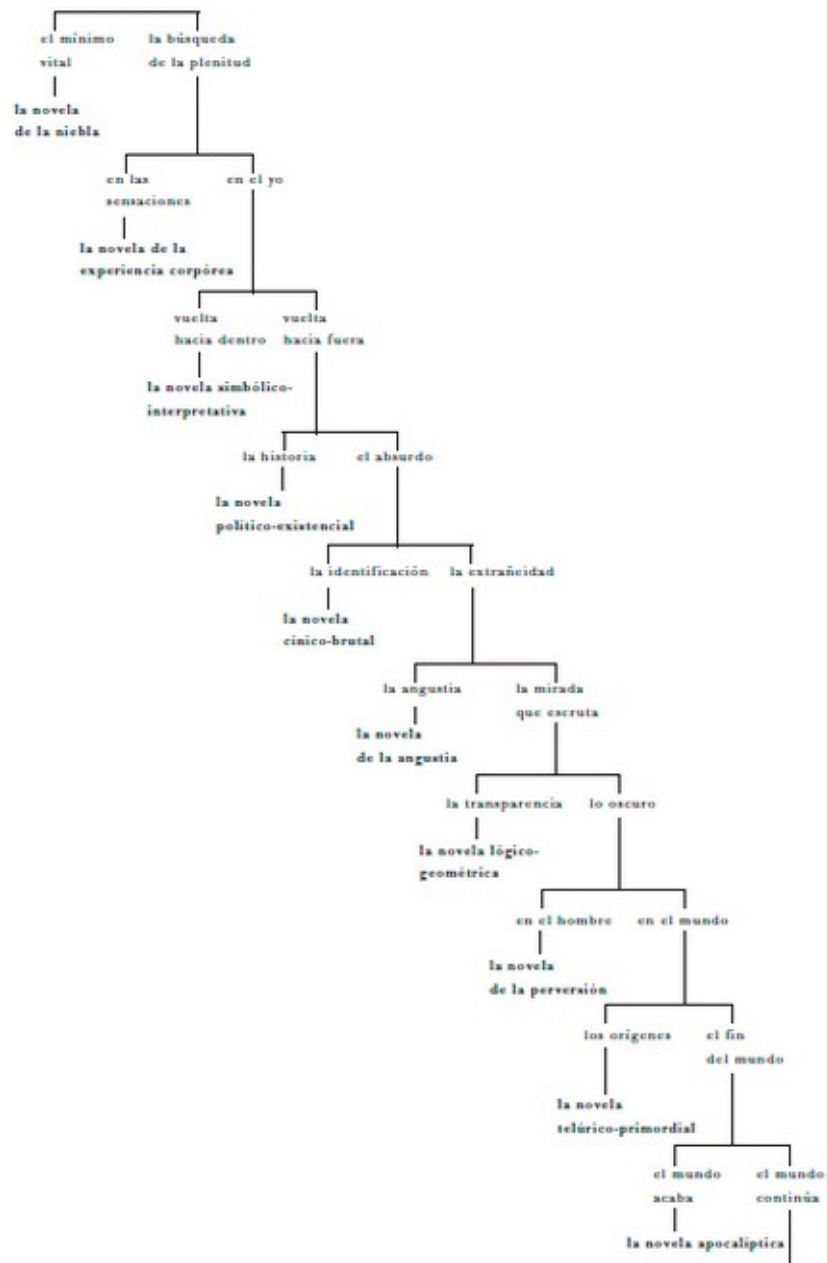 el mínimo
vital
la búsqueda
de la plenitud
la novela
de la niebla
en las
sensaciones
en el yo
la novela de la
experiencia corpórea
vuelta
hacia dentro
vuelta
hacia fuera
la novela simbólico-
interpretativa
la historia
el absurdo
la novela
político-existencial
la identificación
la extrañeidad
la novela
cínico-brutal
la angustia
la mirada
que escruta
la novela
de la angustia
la transparencia
lo oscuro
la novela lógico-
geométrica
en el hombre
en el mundo
la novela
de la perversión
los orígenes
el fin
del mundo
la novela
telúrico-primordial
el mundo
acaba
el mundo
continúa
la novela apocalíptica